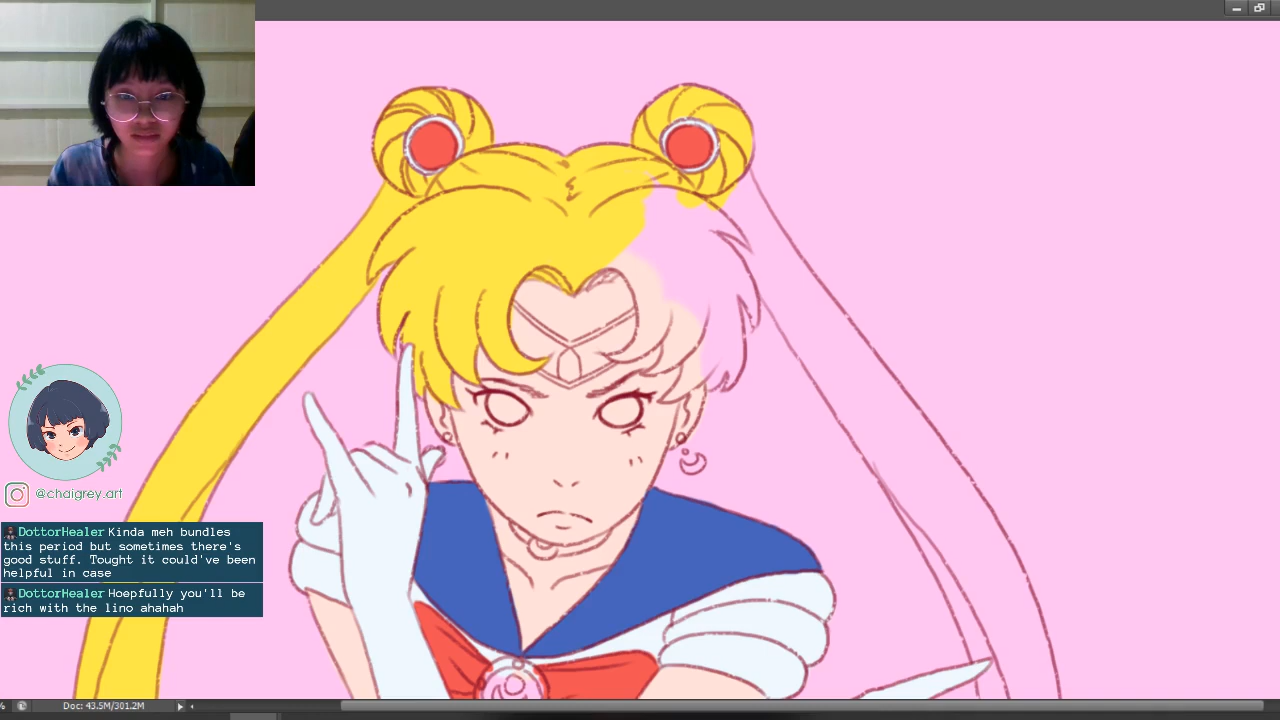 @chaigrey.art
DottorHealer Kinda meh bundles
this period but sometimes there's
good stuff. Tought it could've been
helpful in case
DottorHealer Hoepfully you'll be
rich with the lino ahahah
% Doc: 43.5M/301.2M